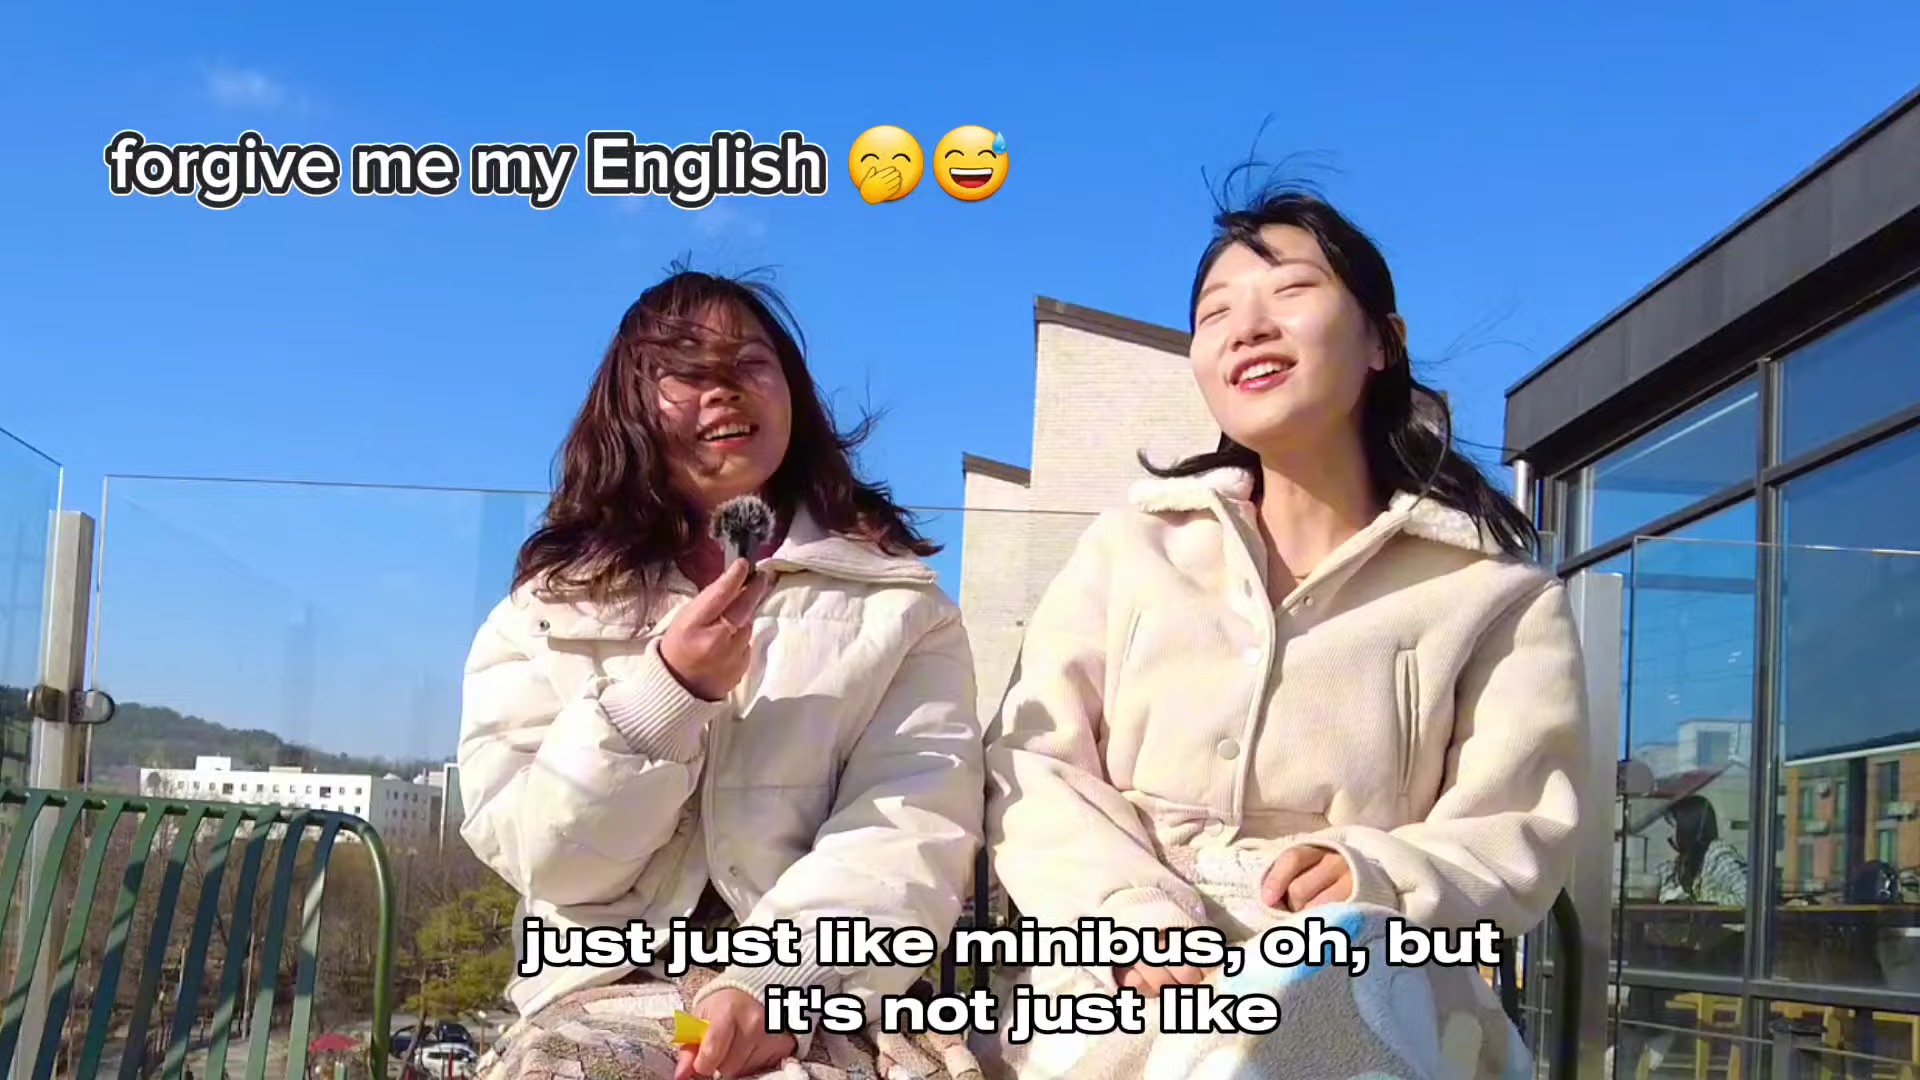 forgive me my English 🤭😅
just just like minibus, oh, but
it's not just like